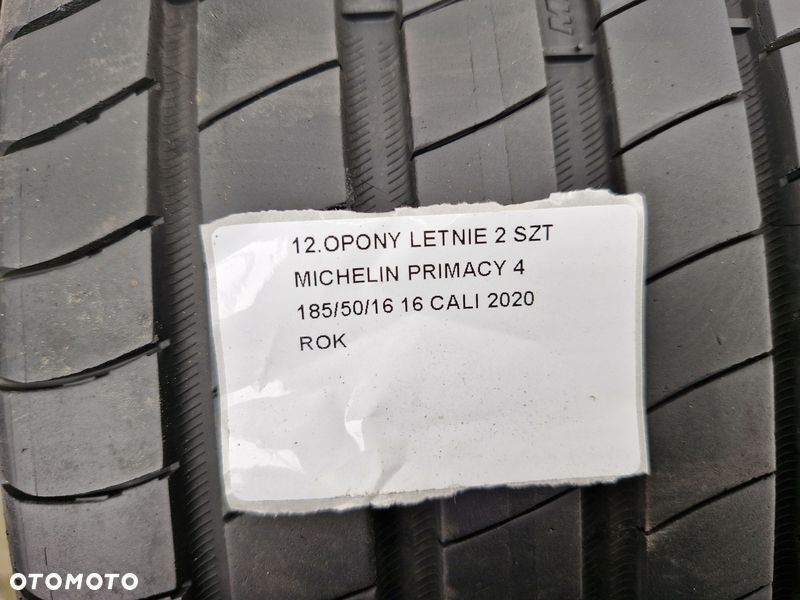 12.OPONY LETNIE 2 SZT
MICHELIN PRIMACY 4
185/50/16 16 CALI 2020
ROK
OTOMOTO